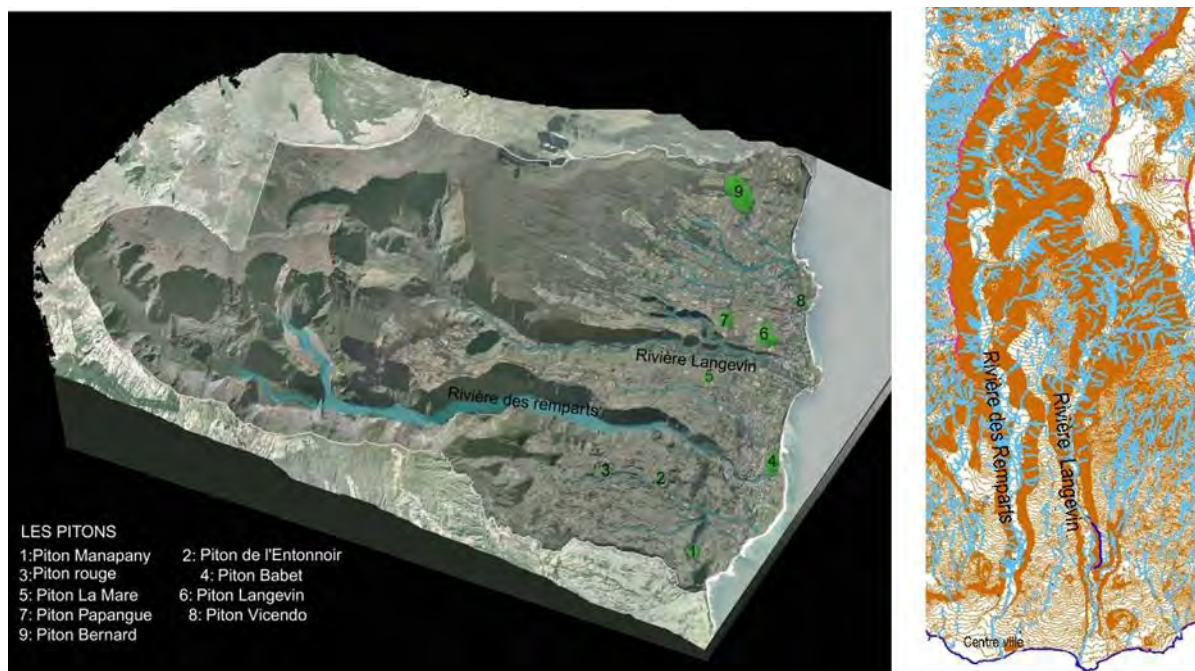 3
9
8
7
6
Rivière Langevin
5
Rivière des remparts
4
3
2
1
LES PITONS
1:Piton Manapany 2: Piton de l'Entonnoir
3:Piton rouge 4: Piton Babet
5: Piton La Mare 6: Piton Langevin
7: Piton Papangue 8: Piton Vicendo
9: Piton Bernard
Rivière des Remparts
Rivière Langevin
Centre ville